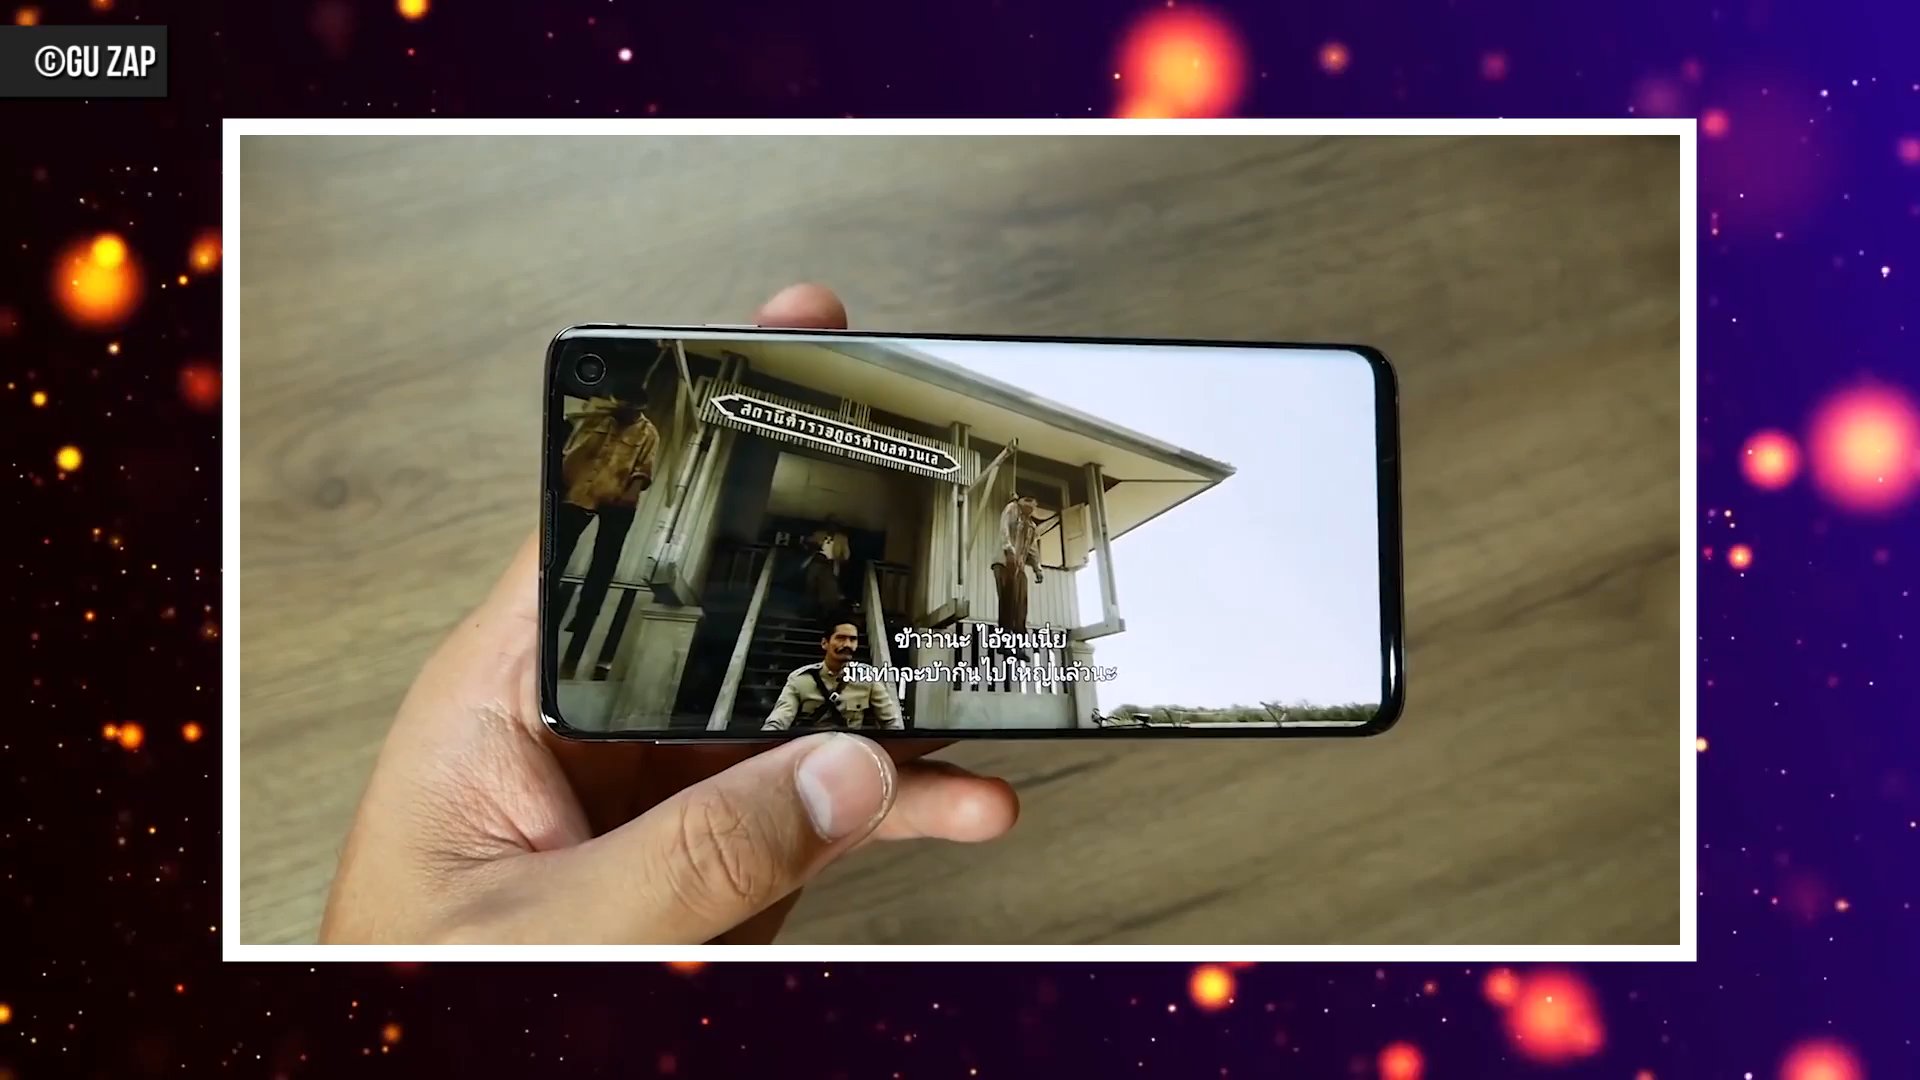 ©GU ZAP
สถานีตำรวจภูธรตำบลควนเล
ข้าว่านะ ไอ้ขุนเนี่ย
มันท่าจะบ้ากันไปใหญ่แล้วนะ